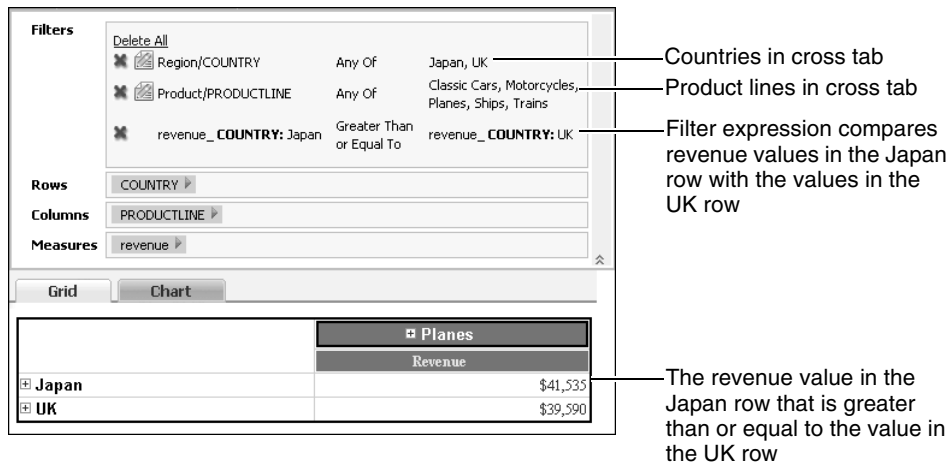 Filters
Delete All
Region/COUNTRY Any Of Japan, UK
Product/PRODUCTLINE Any Of Classic Cars, Motorcycles,
Planes, Ships, Trains
revenue_ COUNTRY: Japan Greater Than
or Equal To revenue_ COUNTRY: UK
Rows COUNTRY
Columns PRODUCTLINE
Measures revenue
Grid Chart
Planes
Revenue
Japan $41,535
UK $39,590
Countries in cross tab
Product lines in cross tab
Filter expression compares
revenue values in the Japan
row with the values in the
UK row
The revenue value in the
Japan row that is greater
than or equal to the value in
the UK row